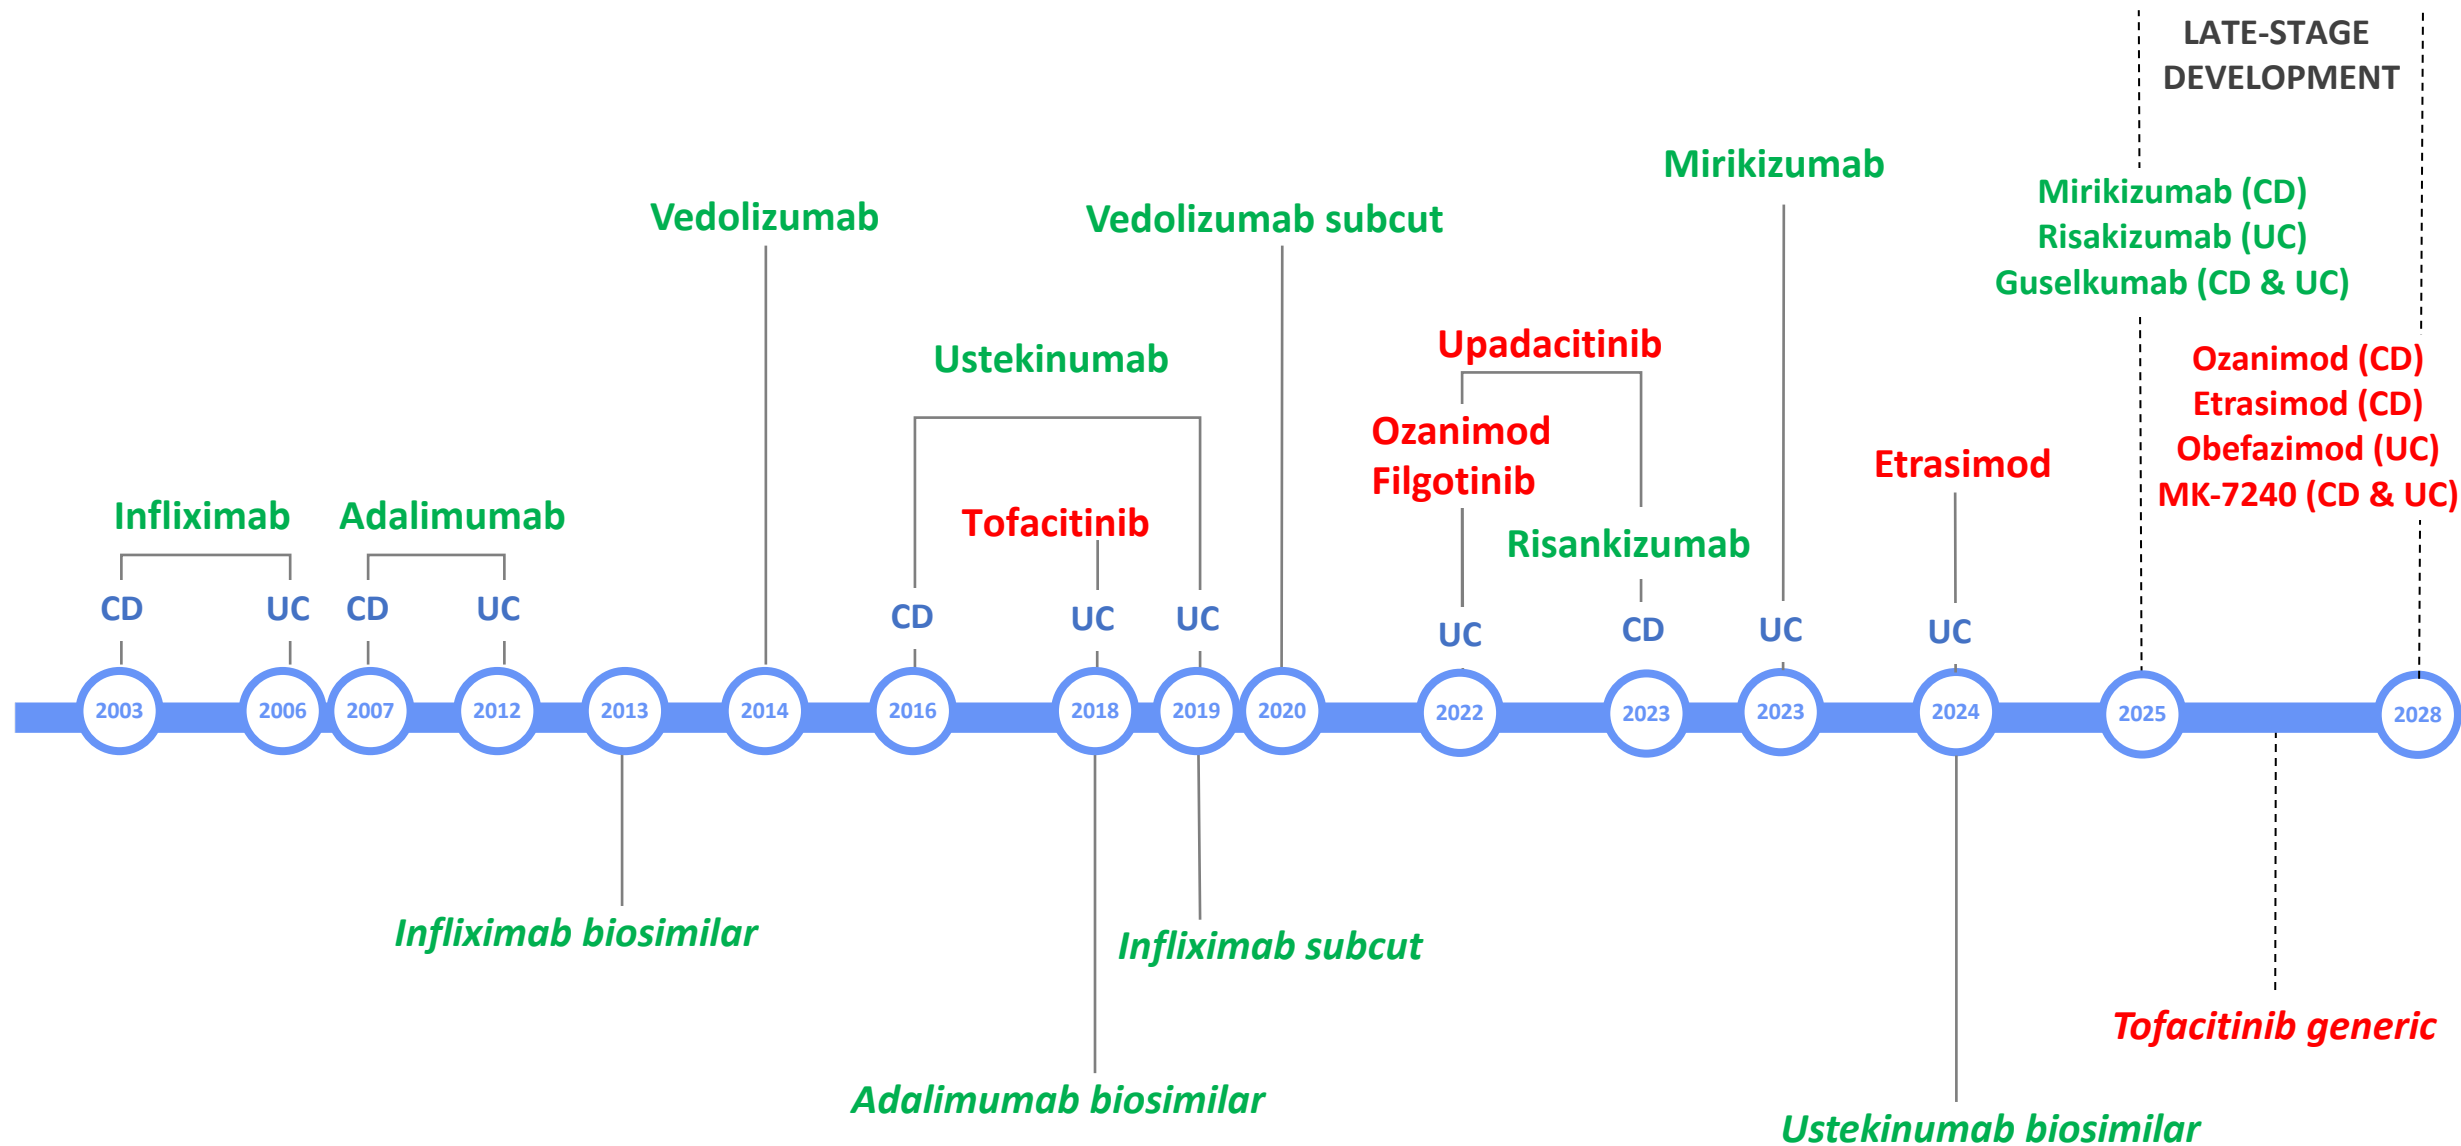 LATE-STAGE
DEVELOPMENT
Mirikizumab
Vedolizumab
Vedolizumab subcut
Mirikizumab (CD)
Risakizumab (UC)
Guselkumab (CD & UC)
Ustekinumab
Upadacitinib
Ozanimod (CD)
Etrasimod (CD)
Obefazimod (UC)
MK-7240 (CD & UC)
Ozanimod
Filgotinib
Etrasimod
Infliximab
Adalimumab
Tofacitinib
Risankizumab
CD
UC
CD
UC
CD
UC
UC
UC
CD
UC
UC
2003
2006
2007
2012
2013
2014
2016
2018
2019
2020
2022
2023
2023
2024
2025
2028
Infliximab biosimilar
Infliximab subcut
Tofacitinib generic
Adalimumab biosimilar
Ustekinumab biosimilar